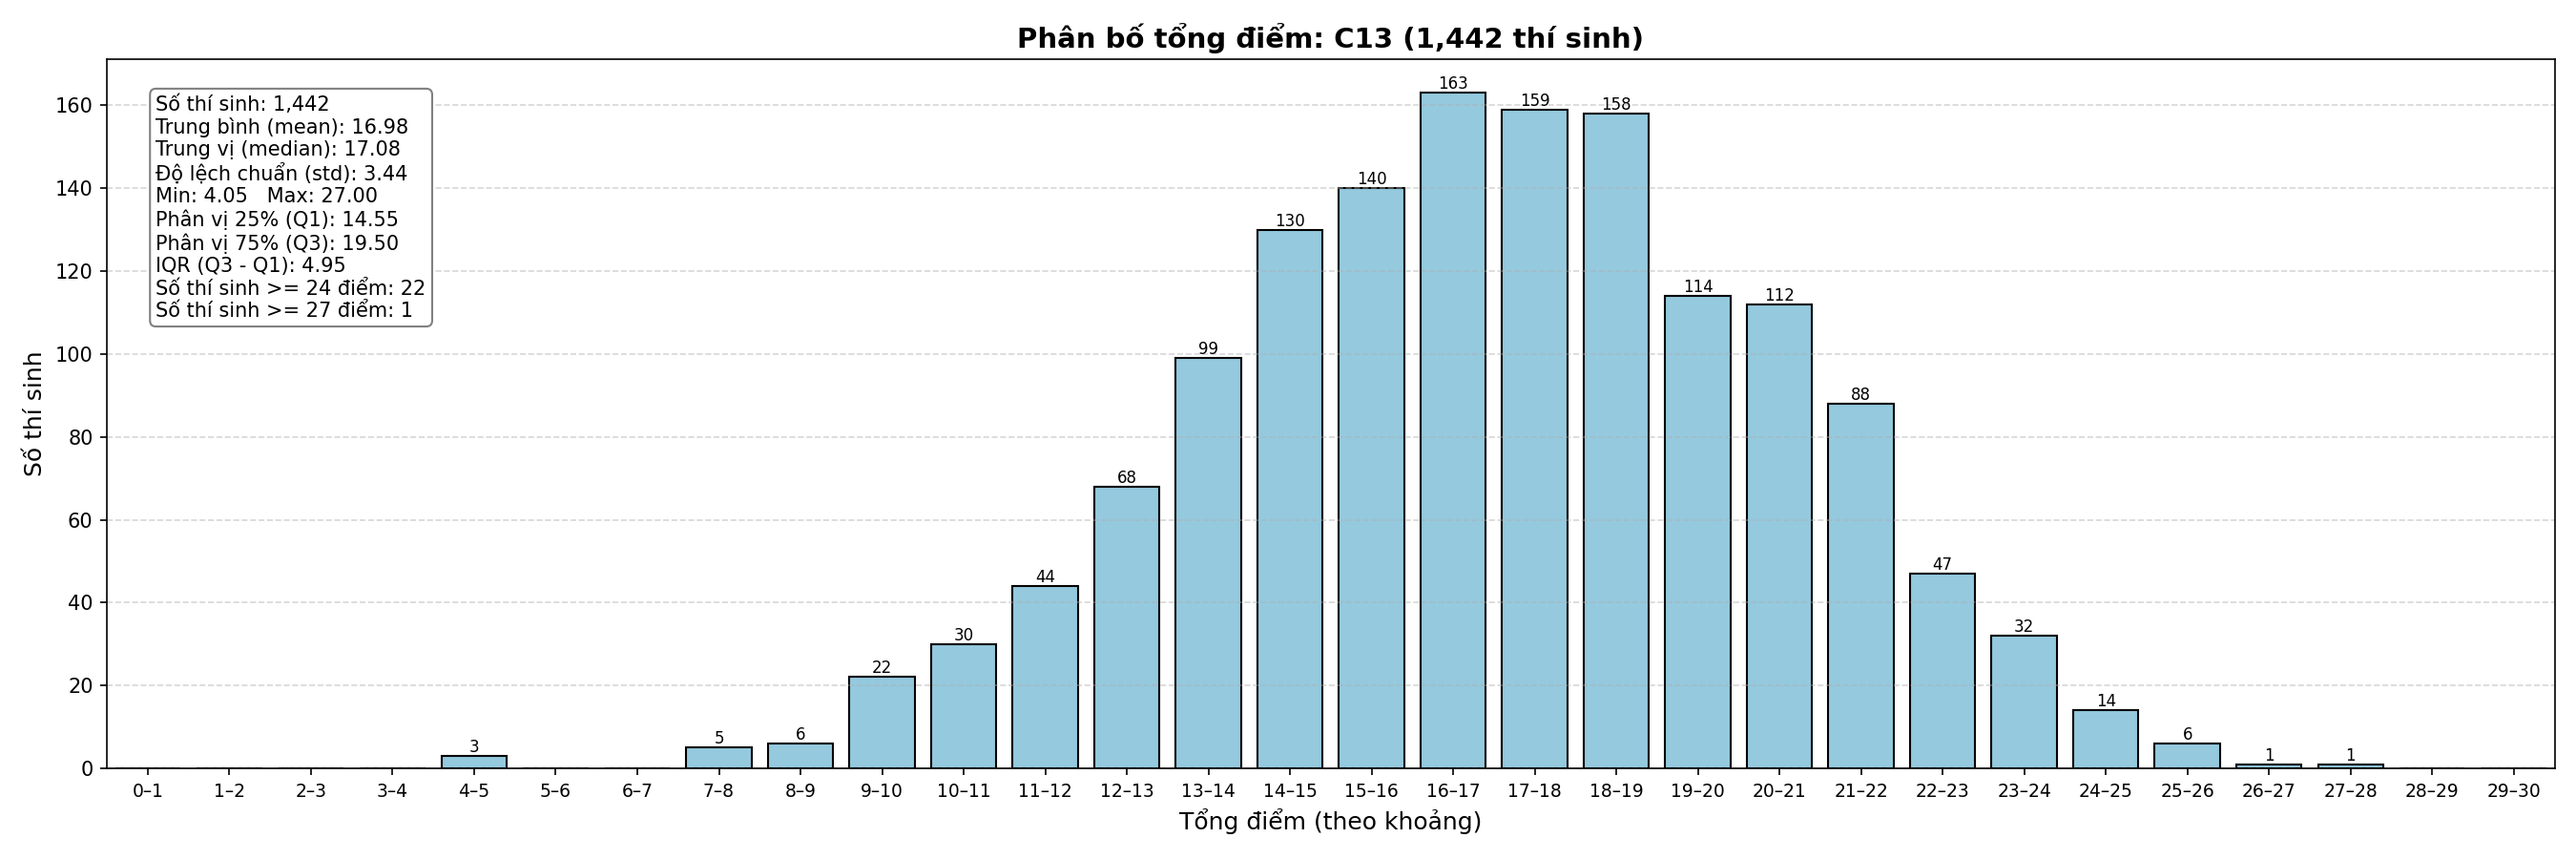 Phân bố tổng điểm: C13 (1,442 thí sinh)
Số thí sinh: 1,442
Trung bình (mean): 16.98
Trung vị (median): 17.08
Độ lệch chuẩn (std): 3.44
Min: 4.05   Max: 27.00
Phân vị 25% (Q1): 14.55
Phân vị 75% (Q3): 19.50
IQR (Q3 - Q1): 4.95
Số thí sinh >= 24 điểm: 22
Số thí sinh >= 27 điểm: 1
Số thí sinh
160
140
120
100
80
60
40
20
0
3
5
6
22
30
44
68
99
130
140
163
159
158
114
112
88
47
32
14
6
1
1
0–1 1–2 2–3 3–4 4–5 5–6 6–7 7–8 8–9 9–10 10–11 11–12 12–13 13–14 14–15 15–16 16–17 17–18 18–19 19–20 20–21 21–22 22–23 23–24 24–25 25–26 26–27 27–28 28–29 29–30
Tổng điểm (theo khoảng)